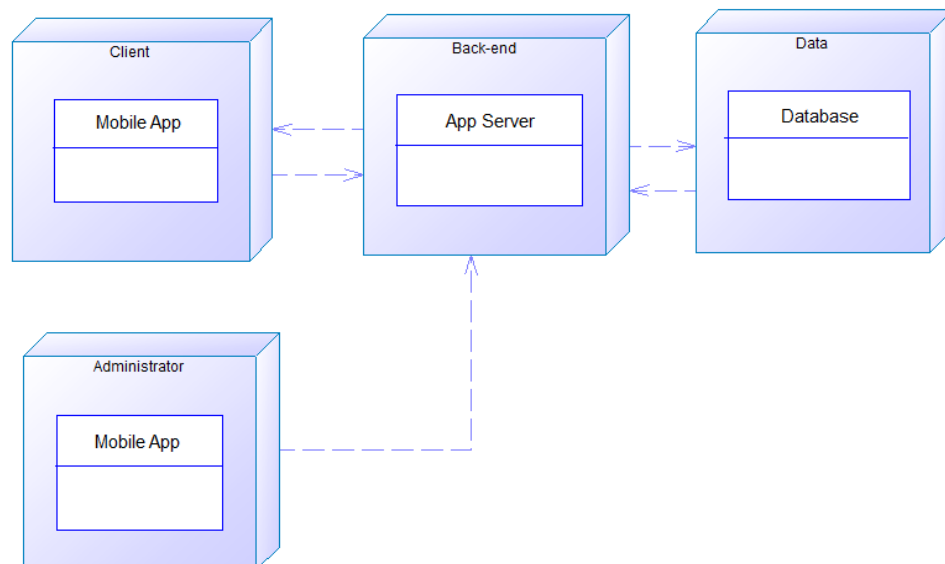 Client
Mobile App
Back-end
App Server
Data
Database
Administrator
Mobile App